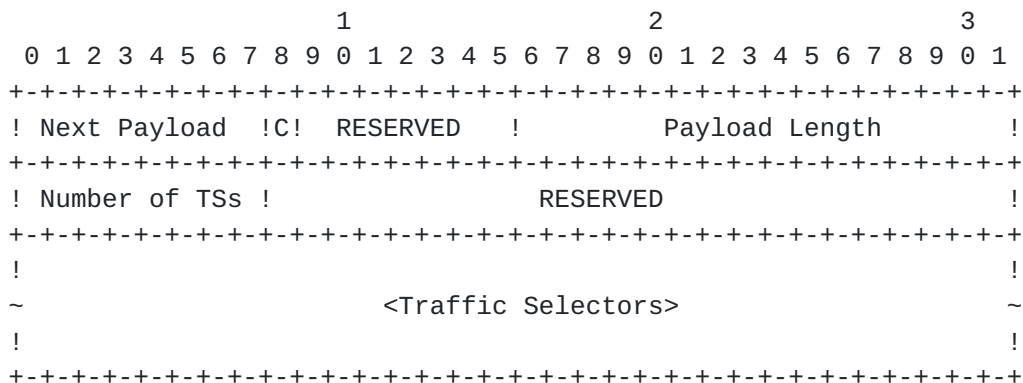 1                   2                   3
 0 1 2 3 4 5 6 7 8 9 0 1 2 3 4 5 6 7 8 9 0 1 2 3 4 5 6 7 8 9 0 1
+-+-+-+-+-+-+-+-+-+-+-+-+-+-+-+-+-+-+-+-+-+-+-+-+-+-+-+-+-+-+-+-+
! Next Payload  !C!  RESERVED   !         Payload Length        !
+-+-+-+-+-+-+-+-+-+-+-+-+-+-+-+-+-+-+-+-+-+-+-+-+-+-+-+-+-+-+-+-+
! Number of TSs !                 RESERVED                      !
+-+-+-+-+-+-+-+-+-+-+-+-+-+-+-+-+-+-+-+-+-+-+-+-+-+-+-+-+-+-+-+-+
!                                                               !
~                       <Traffic Selectors>                     ~
!                                                               !
+-+-+-+-+-+-+-+-+-+-+-+-+-+-+-+-+-+-+-+-+-+-+-+-+-+-+-+-+-+-+-+-+